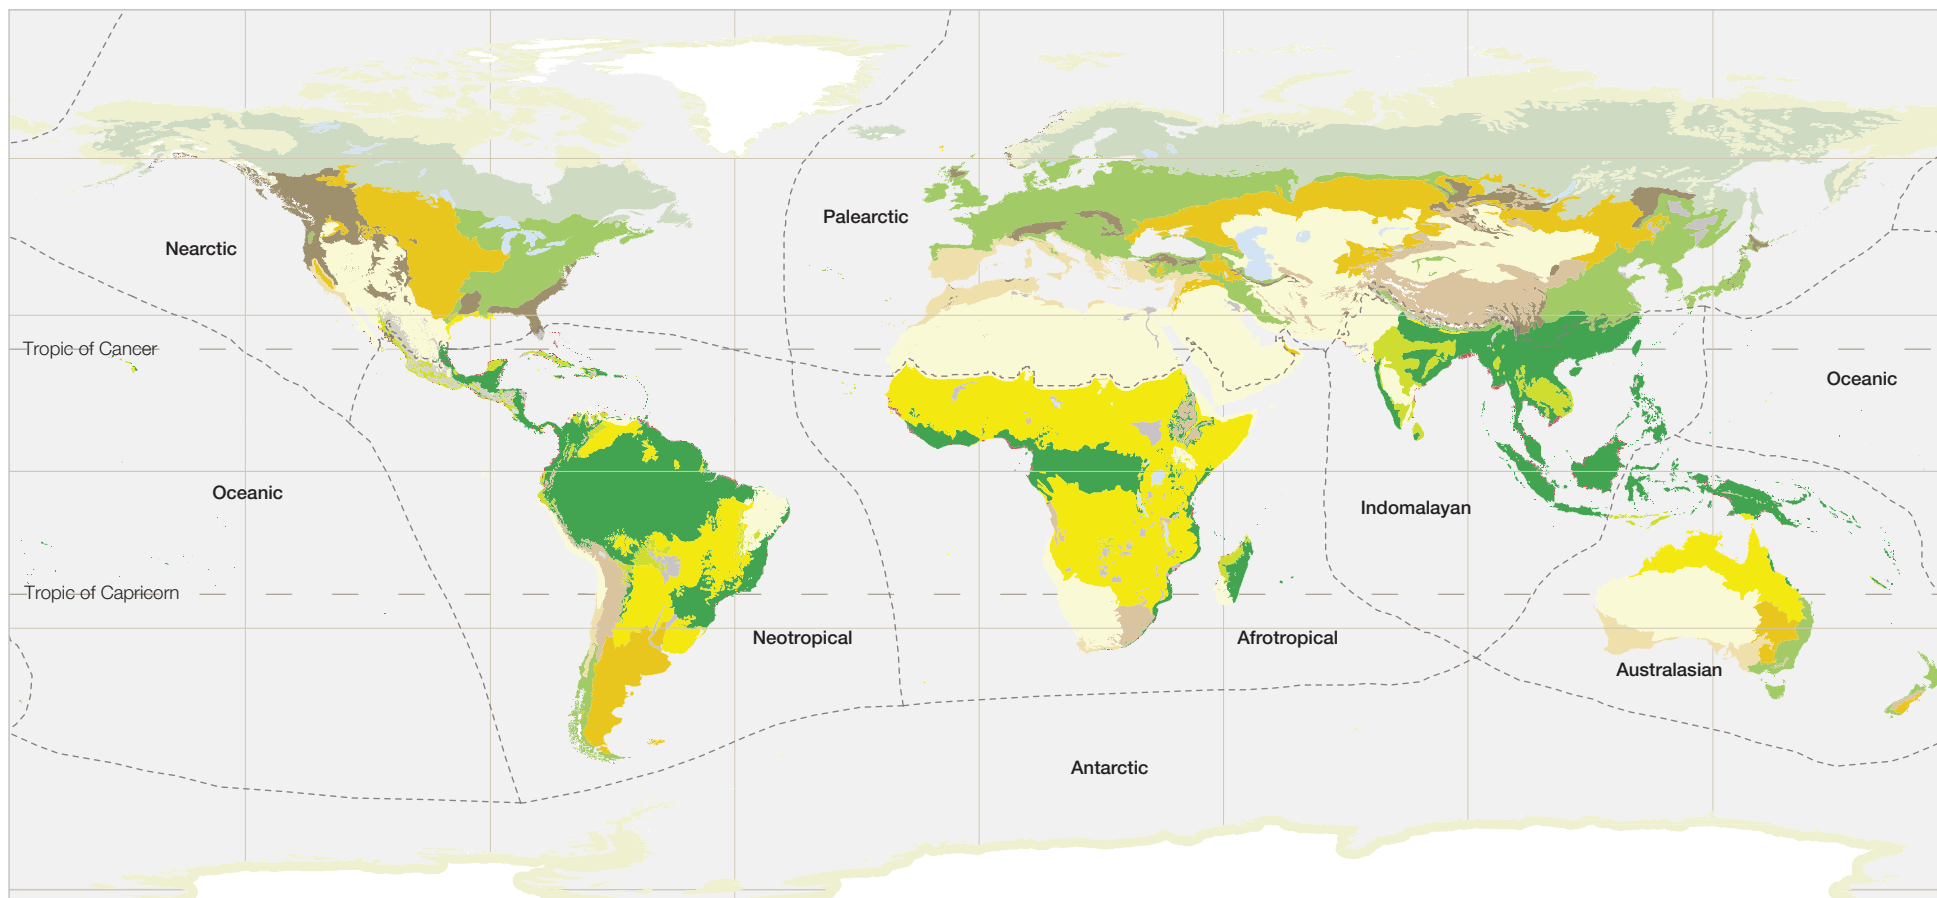 Palearctic
Nearctic
Tropic of Cancer
Oceanic
Oceanic
Indomalayan
Tropic of Capricorn
Neotropical
Afrotropical
Australasian
Antarctic